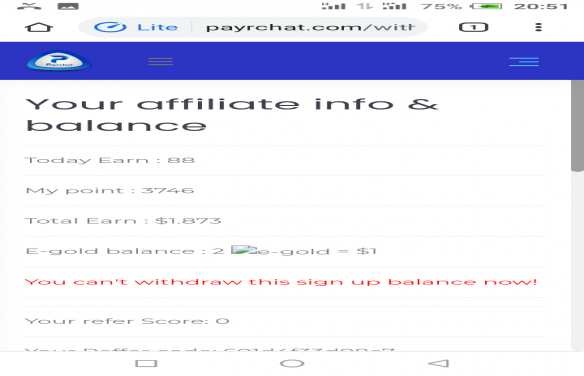 75% 20:51
Lite payrchat.com/with
Payrchat
Your affiliate info &
balance
Today Earn : 88
My point : 3746
Total Earn : $1.873
E-gold balance : 2 e-gold = $1
You can't withdraw this sign up balance now!
Your refer Score: 0